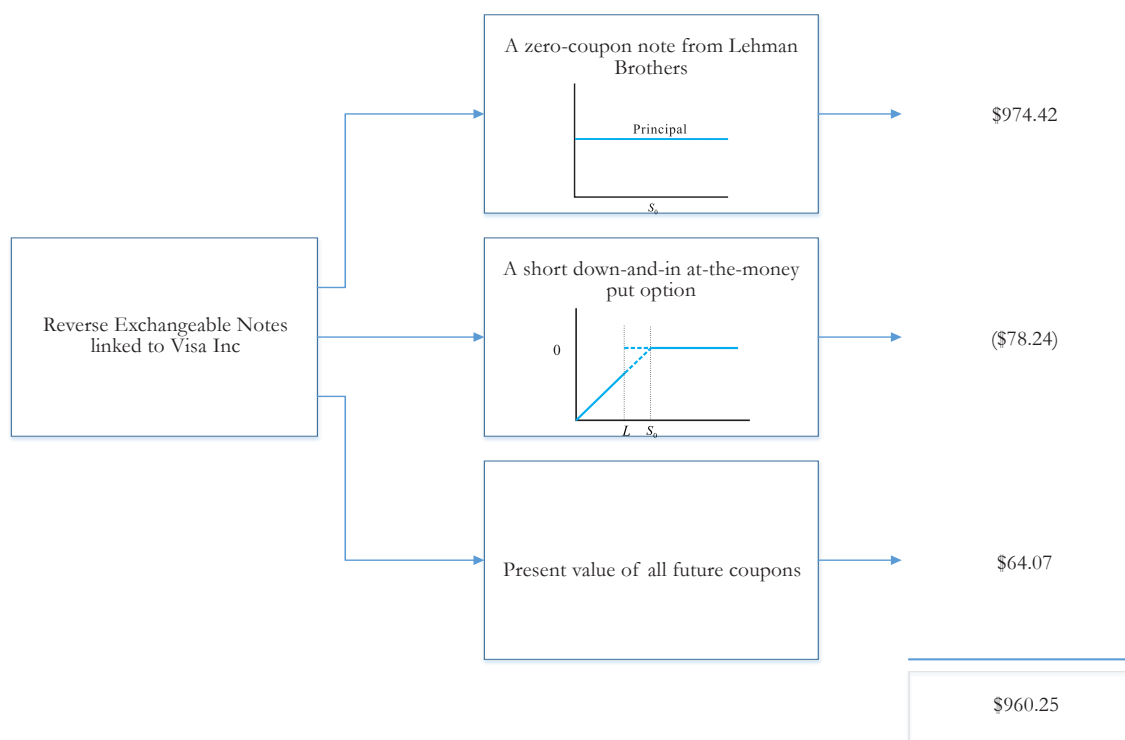 A zero-coupon note from Lehman
Brothers
Principal
S₀
$974.42
Reverse Exchangeable Notes
linked to Visa Inc
A short down-and-in at-the-money
put option
0
L S₀
($78.24)
Present value of all future coupons
$64.07
$960.25